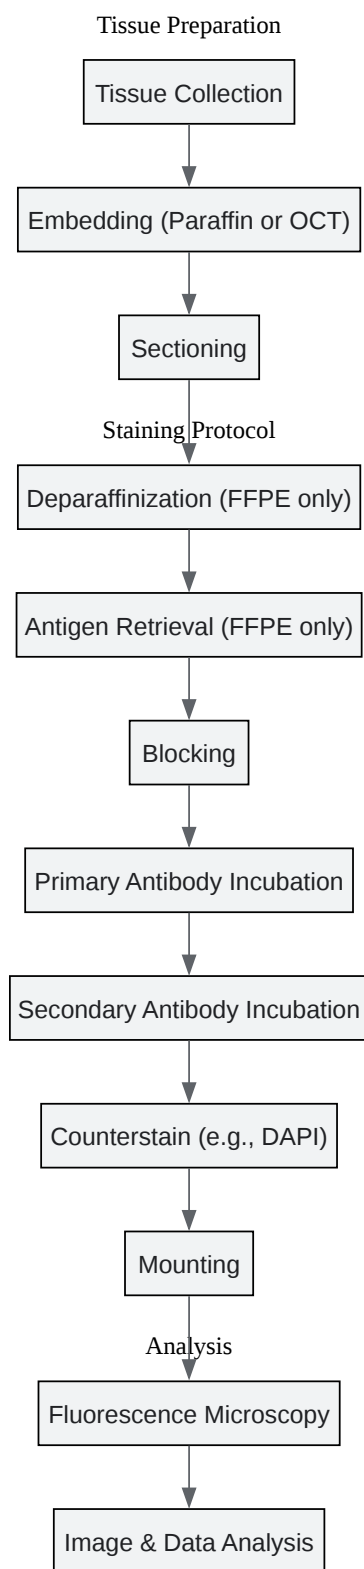 Tissue Preparation
Tissue Collection
Embedding (Paraffin or OCT)
Sectioning
Staining Protocol
Deparaffinization (FFPE only)
Antigen Retrieval (FFPE only)
Blocking
Primary Antibody Incubation
Secondary Antibody Incubation
Counterstain (e.g., DAPI)
Mounting
Analysis
Fluorescence Microscopy
Image & Data Analysis